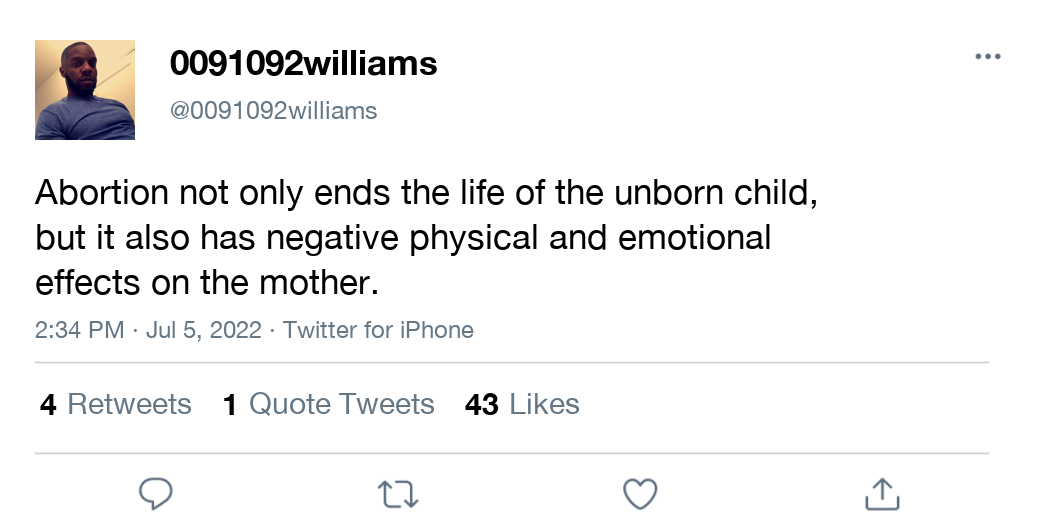 0091092williams
@0091092williams
Abortion not only ends the life of the unborn child,
but it also has negative physical and emotional
effects on the mother.
2:34 PM · Jul 5, 2022 · Twitter for iPhone
4 Retweets 1 Quote Tweets 43 Likes